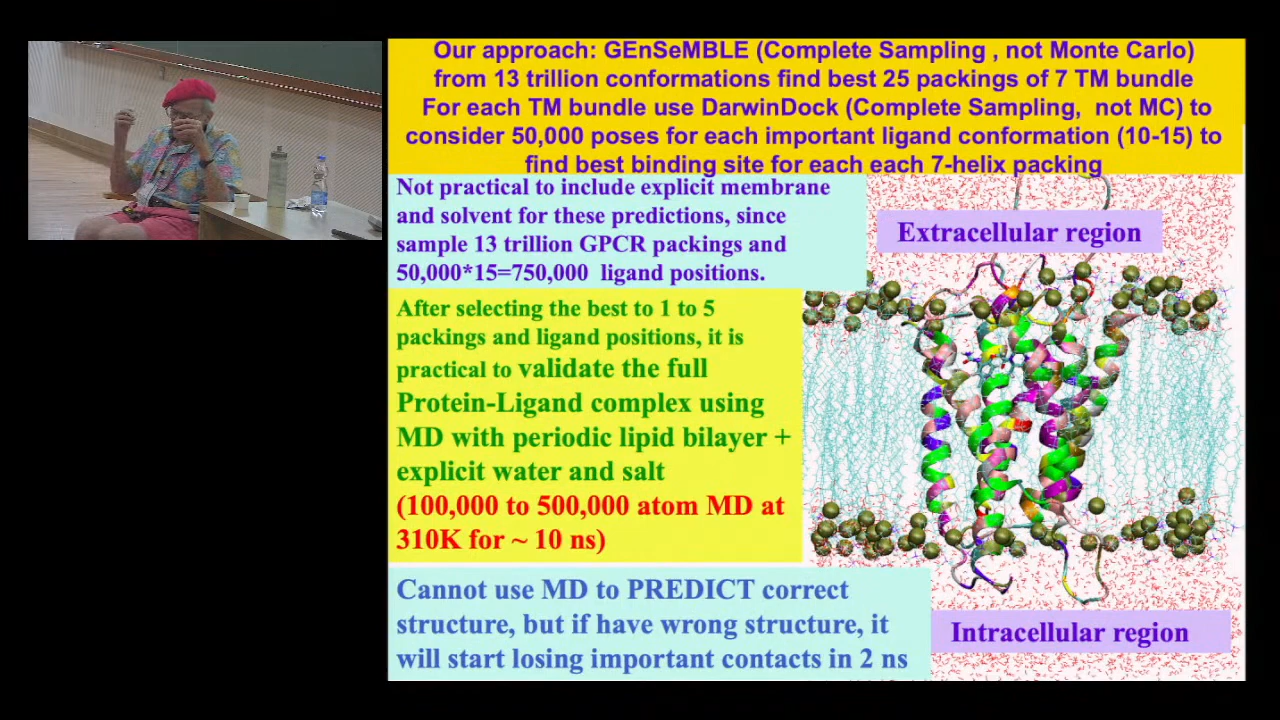 Our approach: GEnSeMBLE (Complete Sampling , not Monte Carlo)
from 13 trillion conformations find best 25 packings of 7 TM bundle
For each TM bundle use DarwinDock (Complete Sampling, not MC) to
consider 50,000 poses for each important ligand conformation (10-15) to
find best binding site for each each 7-helix packing
Not practical to include explicit membrane
and solvent for these predictions, since
sample 13 trillion GPCR packings and
50,000*15=750,000 ligand positions.
Extracellular region
After selecting the best to 1 to 5
packings and ligand positions, it is
practical to validate the full
Protein-Ligand complex using
MD with periodic lipid bilayer +
explicit water and salt
(100,000 to 500,000 atom MD at
310K for ~ 10 ns)
Cannot use MD to PREDICT correct
structure, but if have wrong structure, it
will start losing important contacts in 2 ns
Intracellular region